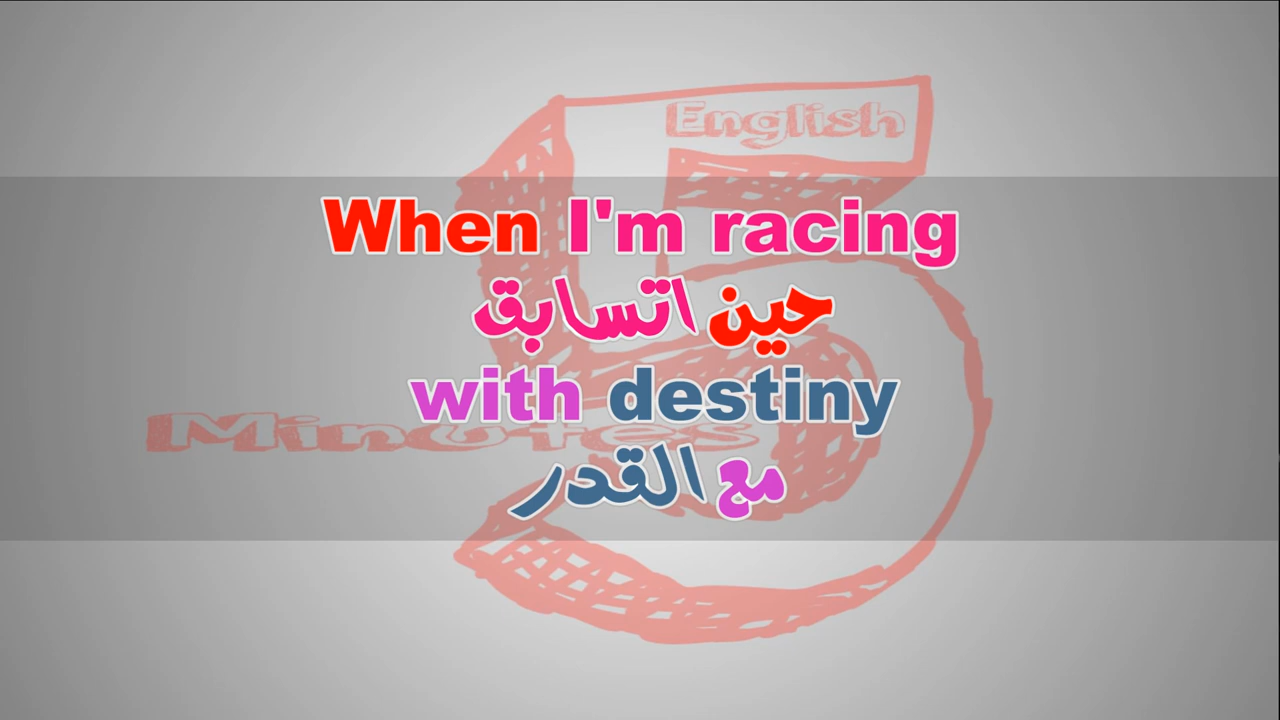 English
When I'm racing
حين اتسابق
with destiny
Minutes
مع القدر